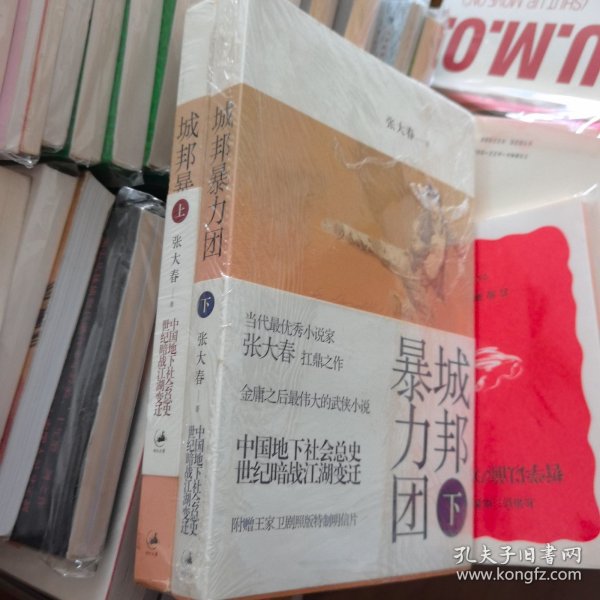 张大春
城邦暴力团
下
张大春
著
中国地下社会总史
世纪暗战江湖变迁
城邦暴
上
张大春
著
中国地下社会总史
世纪暗战江湖变迁
当代最优秀小说家
张大春 扛鼎之作
金庸之后最伟大的武侠小说
中国地下社会总史
世纪暗战江湖变迁
附赠王家卫剧照版特制明信片
城邦
暴力团
下
U.M.O.
孔夫子旧书网
www.kongfz.com